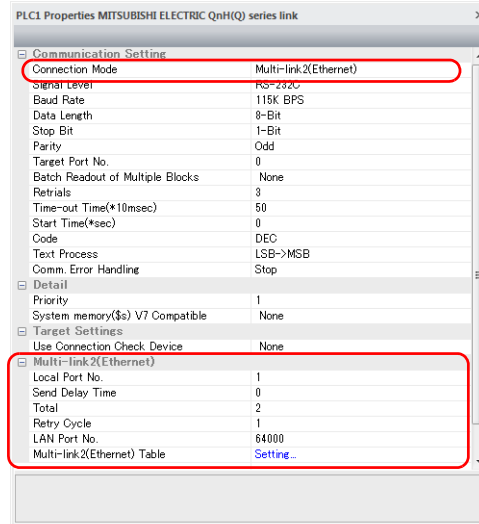 PLC1 Properties MITSUBISHI ELECTRIC QnH(Q) series link
Communication Setting
Connection Mode Multi-link2(Ethernet)
Signal Level RS-232C
Baud Rate 115K BPS
Data Length 8-Bit
Stop Bit 1-Bit
Parity Odd
Target Port No. 0
Batch Readout of Multiple Blocks None
Retrials 3
Time-out Time(*10msec) 50
Start Time(*sec) 0
Code DEC
Text Process LSB->MSB
Comm. Error Handling Stop
Detail
Priority 1
System memory($s) V7 Compatible None
Target Settings
Use Connection Check Device None
Multi-link2(Ethernet)
Local Port No. 1
Send Delay Time 0
Total 2
Retry Cycle 1
LAN Port No. 64000
Multi-link2(Ethernet) Table Setting...